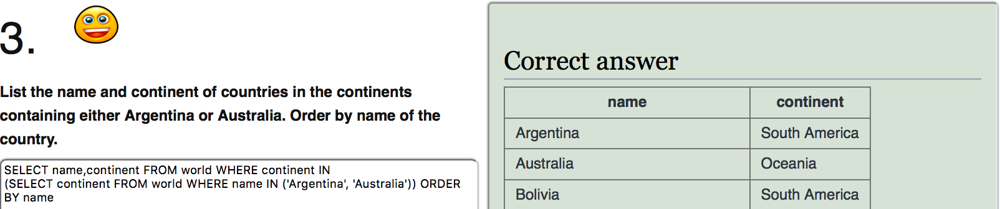 3.
List the name and continent of countries in the continents
containing either Argentina or Australia. Order by name of the
country.
SELECT name,continent FROM world WHERE continent IN
(SELECT continent FROM world WHERE name IN ('Argentina', 'Australia')) ORDER
BY name
Correct answer
name continent
Argentina South America
Australia Oceania
Bolivia South America